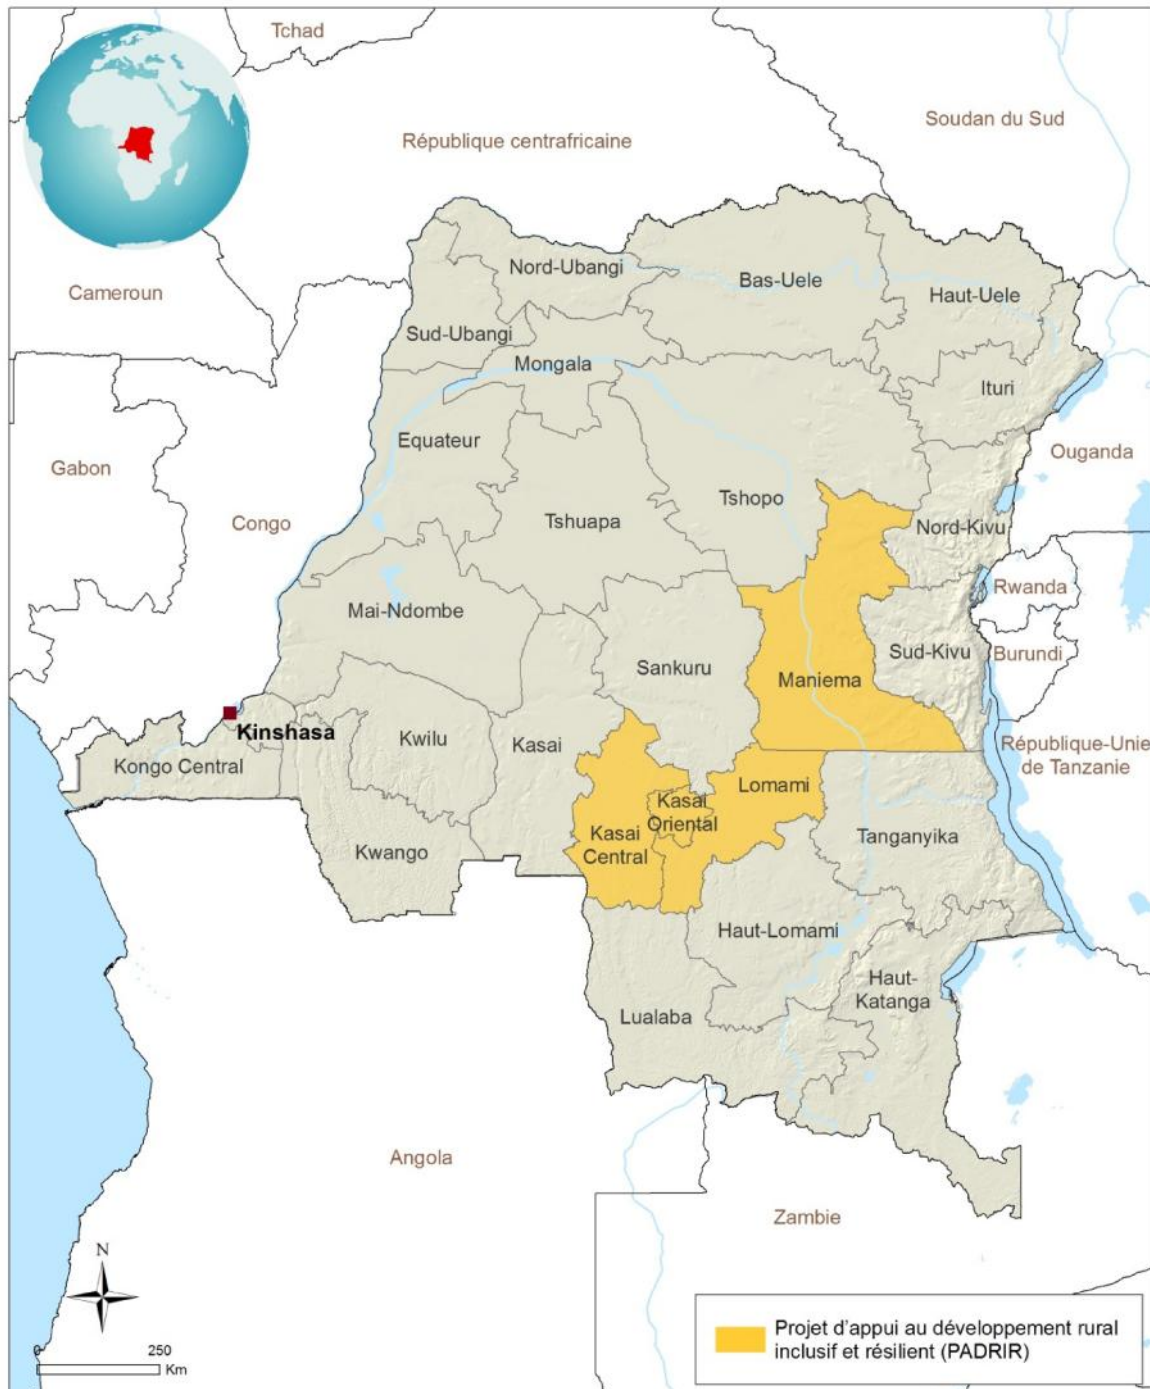 Tchad
Soudan du Sud
République centrafricaine
Nord-Ubangi
Bas-Uele
Haut-Uele
Cameroun
Sud-Ubangi
Mongala
Ituri
Equateur
Ouganda
Gabon
Tshopo
Congo
Tshuapa
Nord-Kivu
Rwanda
Mai-Ndombe
Sud-Kivu
Burundi
Sankuru
Maniema
Kinshasa
Kwilu
Kasai
République-Unie
de Tanzanie
Kongo Central
Lomami
Kasai
Oriental
Kasai
Central
Tanganyika
Kwango
Haut-Lomami
Haut-
Katanga
Lualaba
Angola
Zambie
N
0 250
Km
Projet d'appui au développement rural
inclusif et résilient (PADRIR)